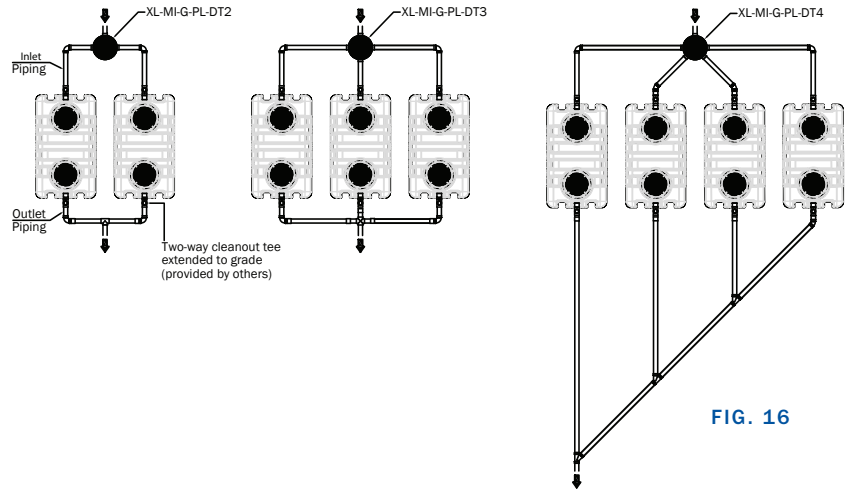 XL-MI-G-PL-DT2
XL-MI-G-PL-DT3
XL-MI-G-PL-DT4
Inlet
Piping
Outlet
Piping
Two-way cleanout tee
extended to grade
(provided by others)
FIG. 16